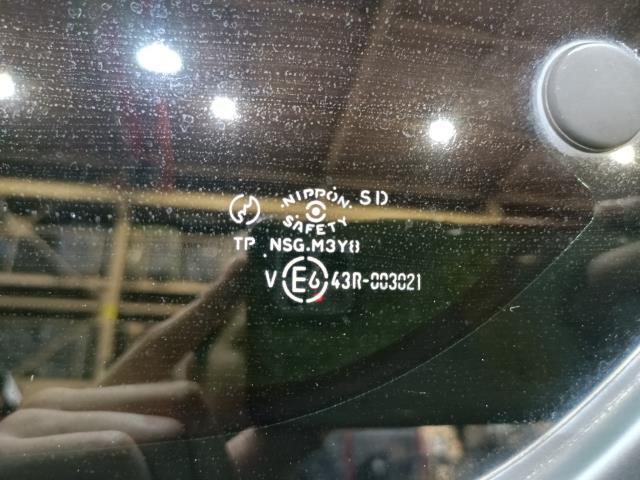 NIPPON SD
SAFETY
TP NSG.M3Y8
V E6 43R-003021